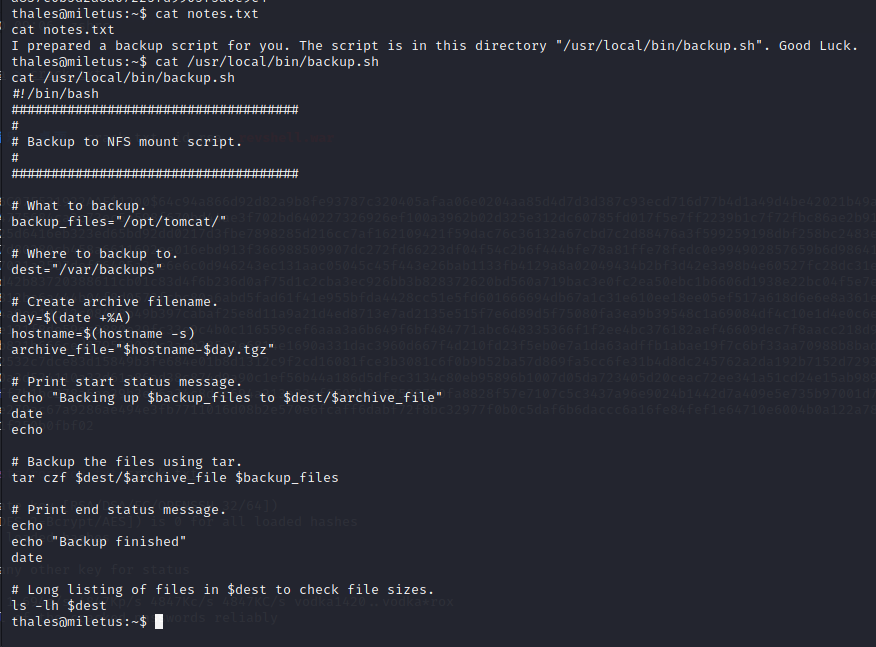 thales@miletus:~$ cat notes.txt
cat notes.txt
I prepared a backup script for you. The script is in this directory "/usr/local/bin/backup.sh". Good Luck.
thales@miletus:~$ cat /usr/local/bin/backup.sh
cat /usr/local/bin/backup.sh
#!/bin/bash
####################################
#
# Backup to NFS mount script.
#
####################################

# What to backup.
backup_files="/opt/tomcat/"

# Where to backup to.
dest="/var/backups"

# Create archive filename.
day=$(date +%A)
hostname=$(hostname -s)
archive_file="$hostname-$day.tgz"

# Print start status message.
echo "Backing up $backup_files to $dest/$archive_file"
date
echo

# Backup the files using tar.
tar czf $dest/$archive_file $backup_files

# Print end status message.
echo
echo "Backup finished"
date

# Long listing of files in $dest to check file sizes.
ls -lh $dest
thales@miletus:~$